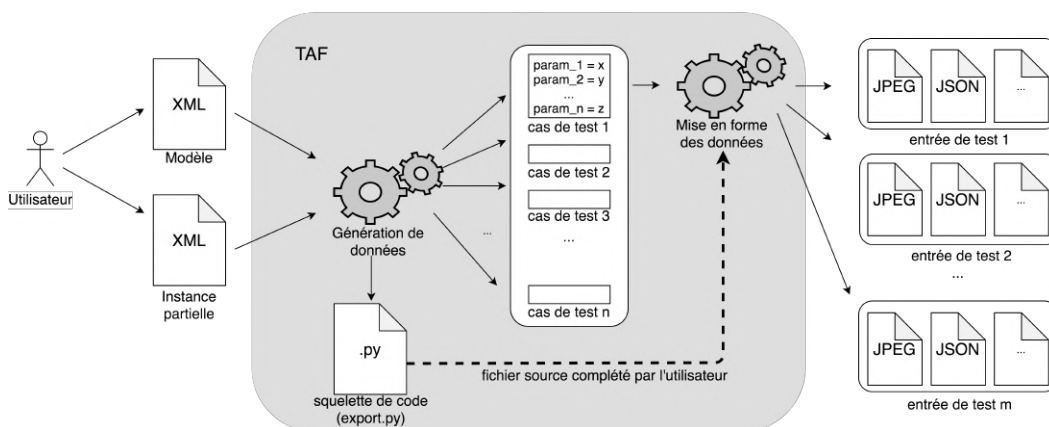 TAF
XML
Modèle
Utilisateur
XML
Instance
partielle
Génération de
données
.py
squelette de code
(export.py)
param_1 = x
param_2 = y
...
param_n = z
cas de test 1
cas de test 2
cas de test 3
...
...
cas de test n
Mise en forme
des données
fichier source complété par l'utilisateur
JPEG JSON ...
entrée de test 1
JPEG JSON ...
entrée de test 2
...
JPEG JSON ...
entrée de test m